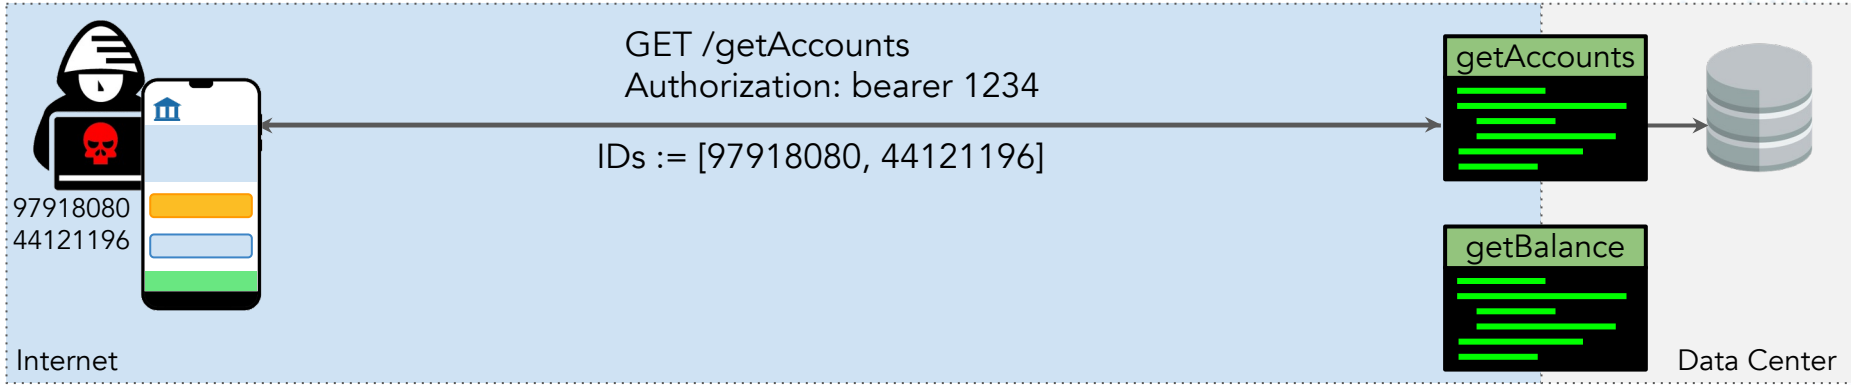 GET /getAccounts
Authorization: bearer 1234
IDs := [97918080, 44121196]
97918080
44121196
getAccounts
getBalance
Internet
Data Center